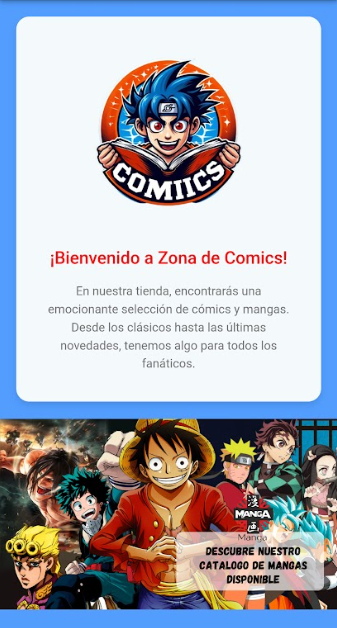 COMIICS
¡Bienvenido a Zona de Comics!
En nuestra tienda, encontrarás una
emocionante selección de cómics y mangas.
Desde los clásicos hasta las últimas
novedades, tenemos algo para todos los
fanáticos.
MANGA
Manga
DESCUBRE NUESTRO
CATALOGO DE MANGAS
DISPONIBLE